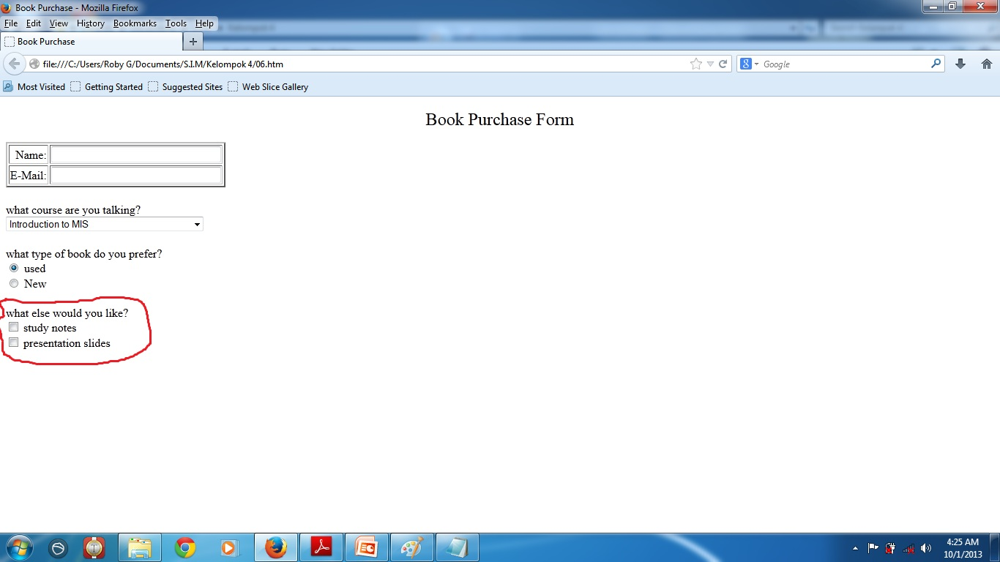 Book Purchase - Mozilla Firefox
File Edit View History Bookmarks Tools Help
Book Purchase
file:///C:/Users/Roby G/Documents/S.I.M/Kelompok 4/06.htm
Google
Most Visited Getting Started Suggested Sites Web Slice Gallery
Book Purchase Form
Name:
E-Mail:
what course are you talking?
Introduction to MIS
what type of book do you prefer?
used
New
what else would you like?
study notes
presentation slides
4:25 AM
10/1/2013